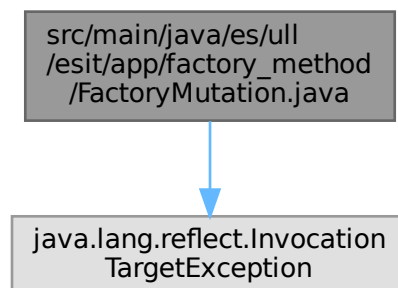 src/main/java/es/ull
/esit/app/factory_method
/FactoryMutation.java
java.lang.reflect.Invocation
TargetException